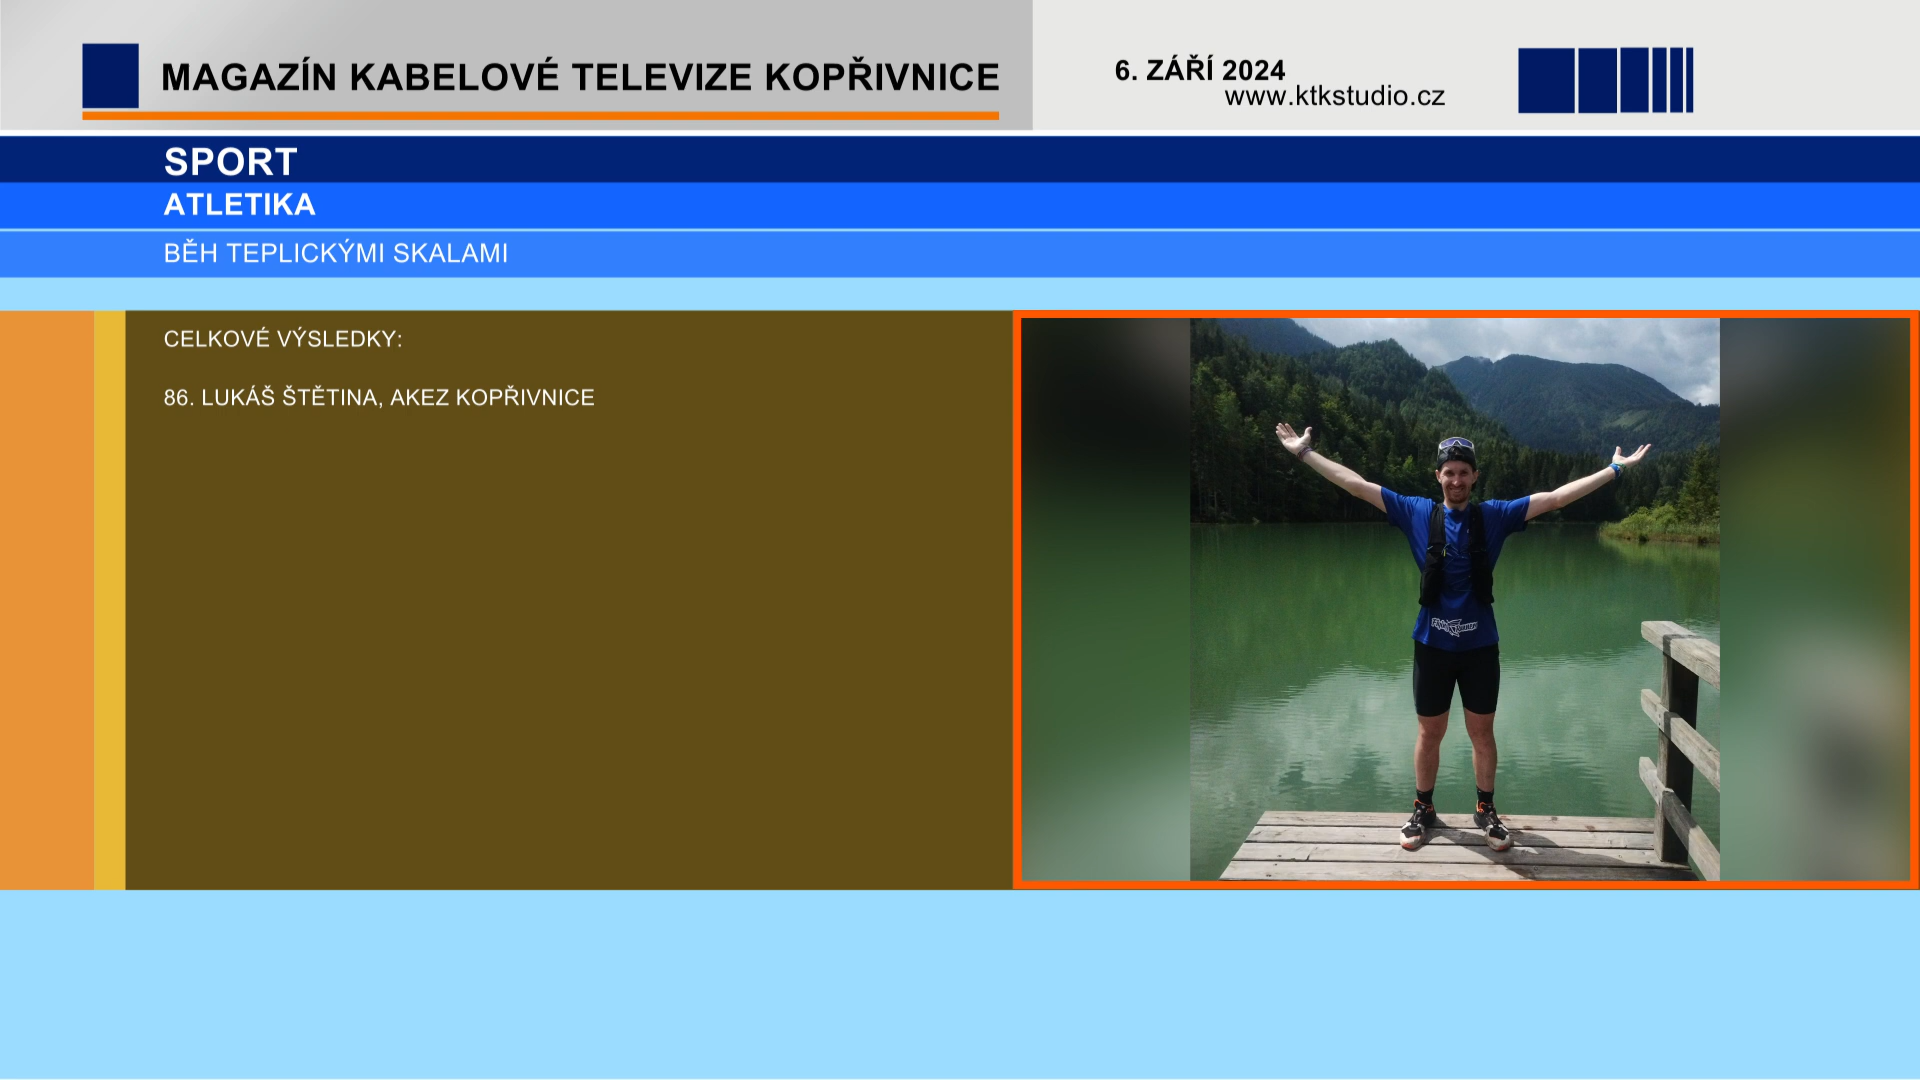 MAGAZÍN KABELOVÉ TELEVIZE KOPŘIVNICE
6. ZÁŘÍ 2024
www.ktkstudio.cz
SPORT
ATLETIKA
BĚH TEPLICKÝMI SKALAMI
CELKOVÉ VÝSLEDKY:
86. LUKÁŠ ŠTĚTINA, AKEZ KOPŘIVNICE